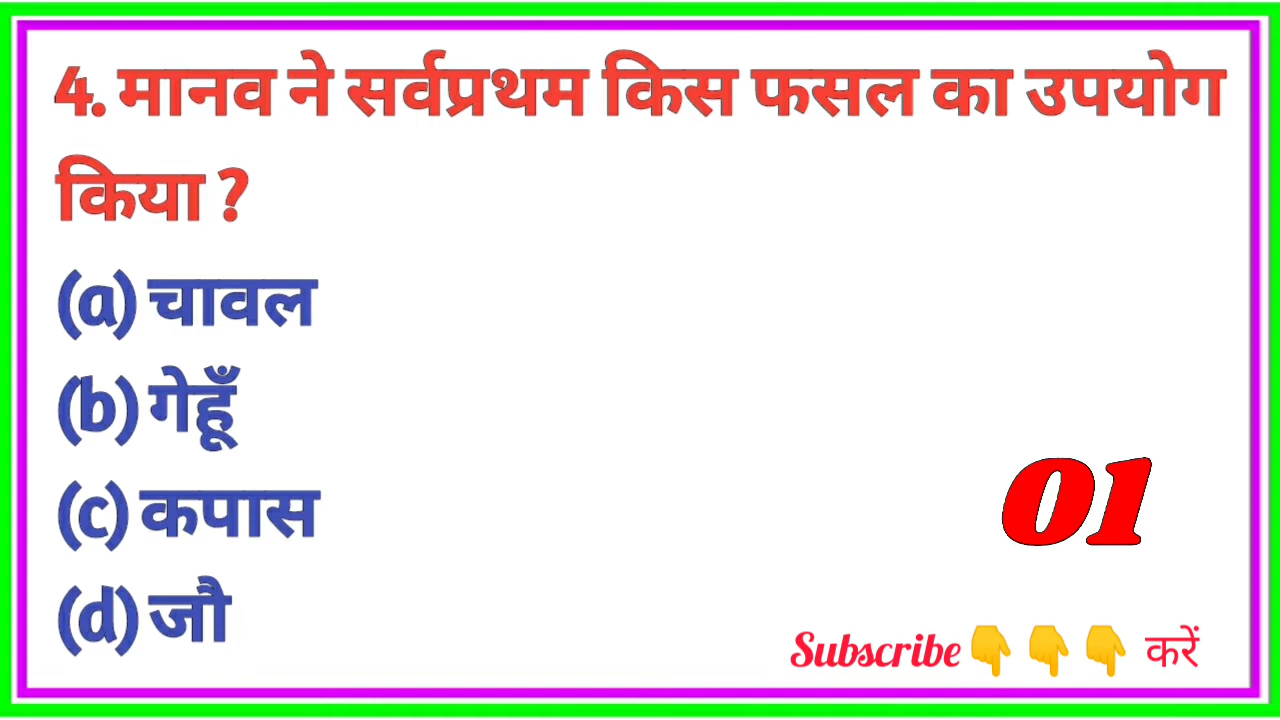 4. मानव ने सर्वप्रथम किस फसल का उपयोग
किया ?
(a) चावल
(b) गेहूँ
(c) कपास
(d) जौ
01
Subscribe👇👇👇 करें